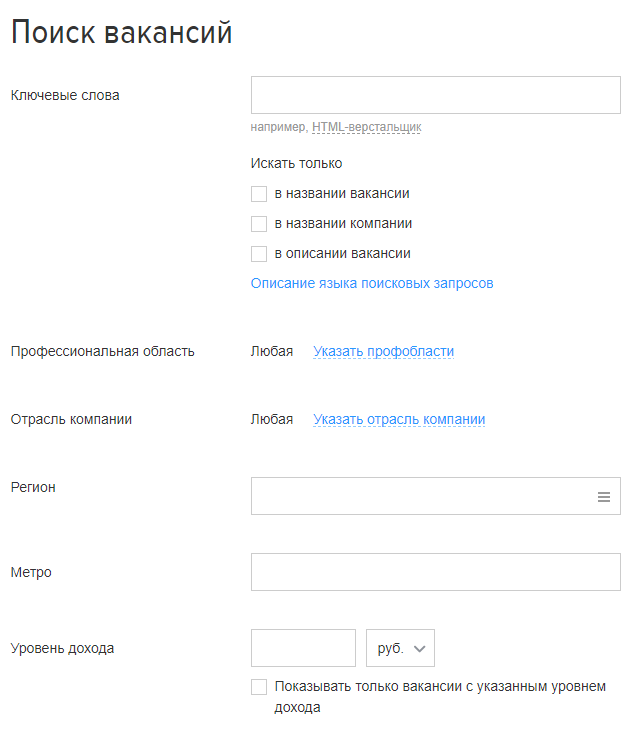 Поиск вакансий
Ключевые слова
например, HTML-верстальщик
Искать только
в названии вакансии
в названии компании
в описании вакансии
Описание языка поисковых запросов
Профессиональная область Любая Указать профобласти
Отрасль компании Любая Указать отрасль компании
Регион
Метро
Уровень дохода руб.
Показывать только вакансии с указанным уровнем
дохода